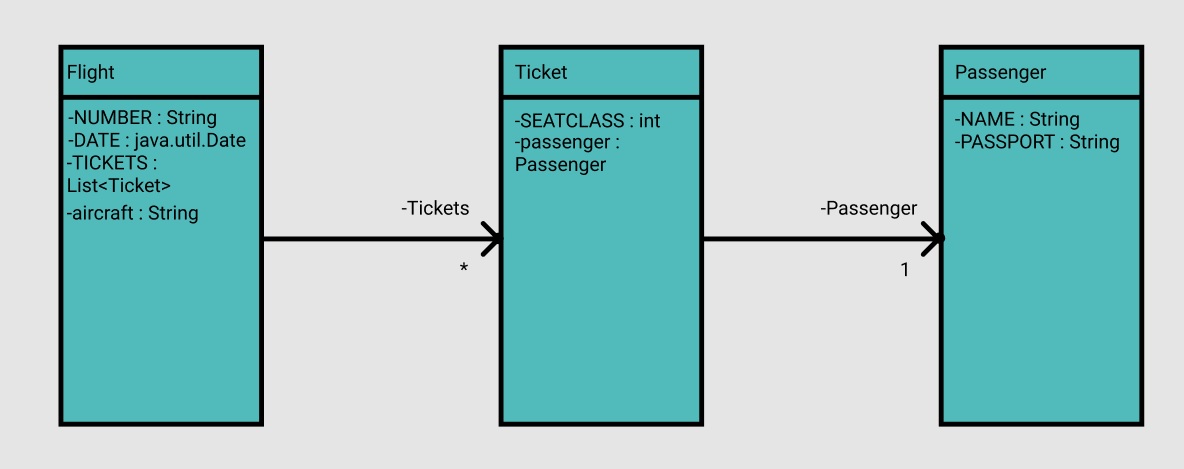 Flight
-NUMBER : String
-DATE : java.util.Date
-TICKETS :
List<Ticket>
-aircraft : String
-Tickets
*
Ticket
-SEATCLASS : int
-passenger :
Passenger
-Passenger
1
Passenger
-NAME : String
-PASSPORT : String